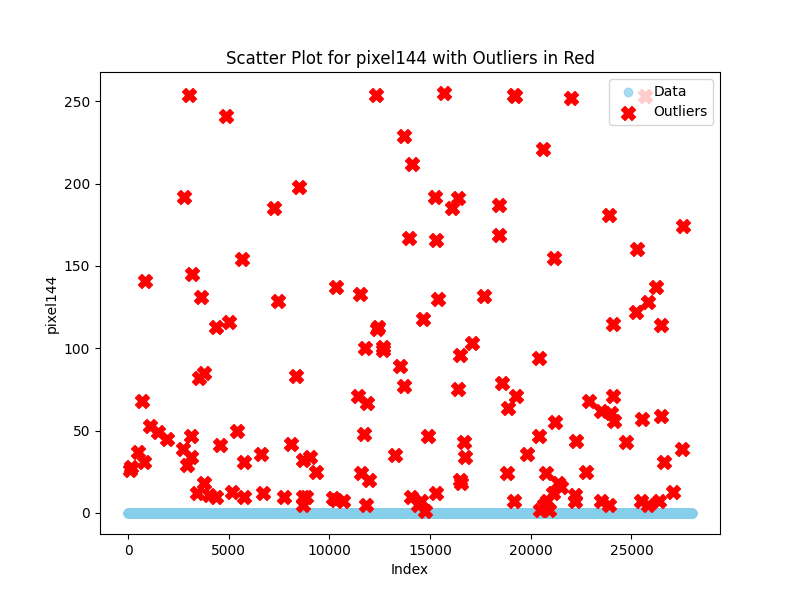 Scatter Plot for pixel144 with Outliers in Red
250
200
150
100
50
0
pixel144
Data
Outliers
0 5000 10000 15000 20000 25000
Index